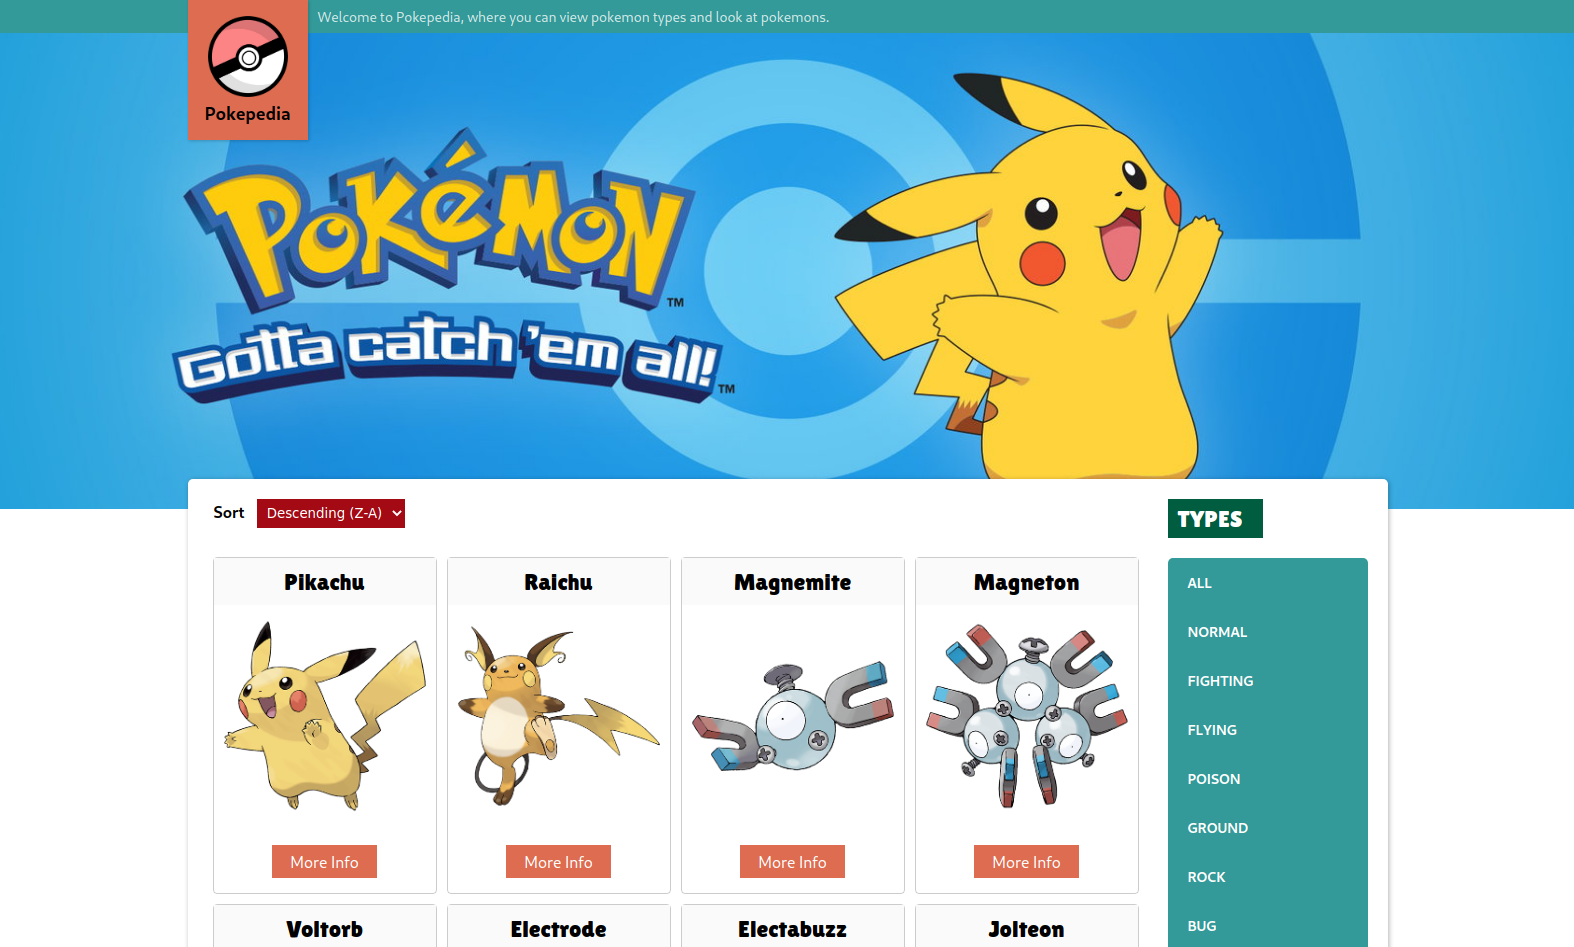 Welcome to Pokepedia, where you can view pokemon types and look at pokemons.
Pokepedia
POKéMON™
Gotta catch 'em all!™
Sort Descending (Z-A)
TYPES
Pikachu Raichu Magnemite Magneton
More Info More Info More Info More Info
Voltorb Electrode Electabuzz Jolteon
ALL
NORMAL
FIGHTING
FLYING
POISON
GROUND
ROCK
BUG